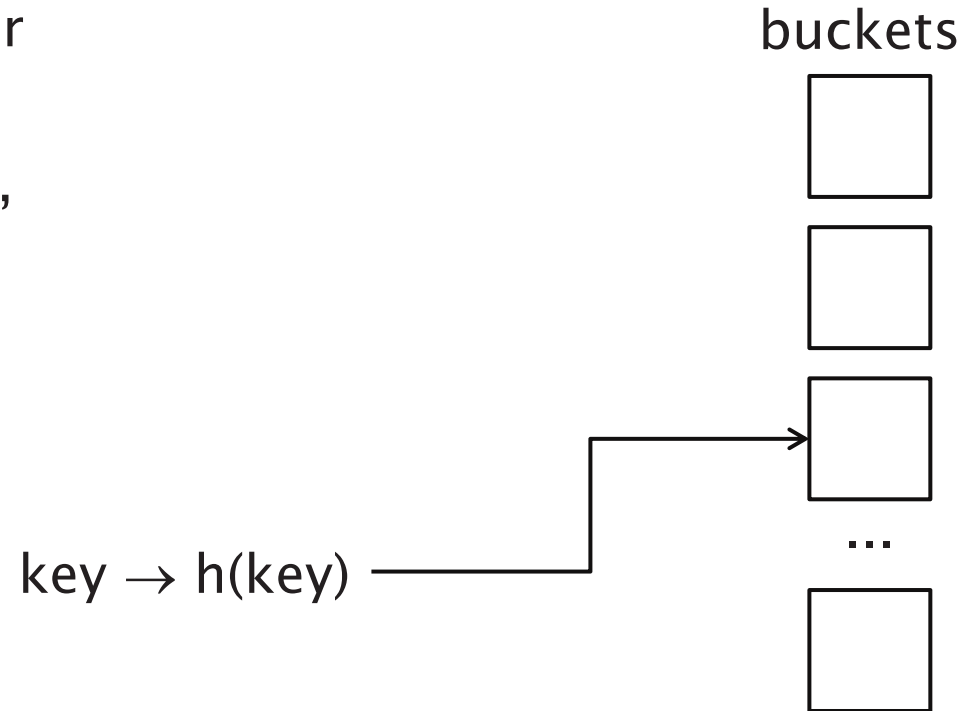 r
buckets
,
...
key → h(key)